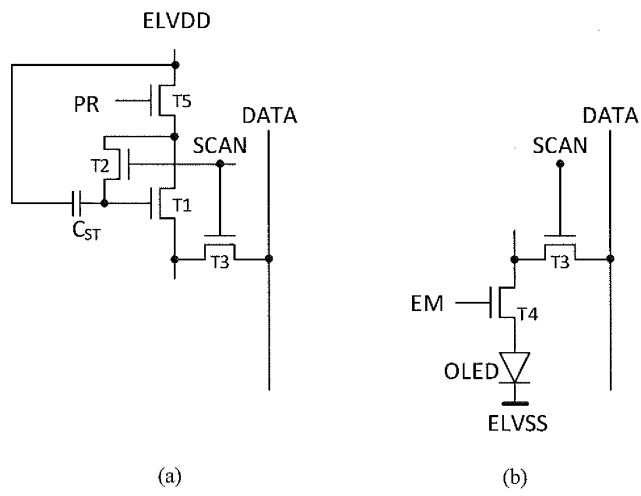 ELVDD
PR
T5
DATA
T2
SCAN
T1
CST
T3
DATA
SCAN
T3
EM
T4
OLED
ELVSS
(a)
(b)